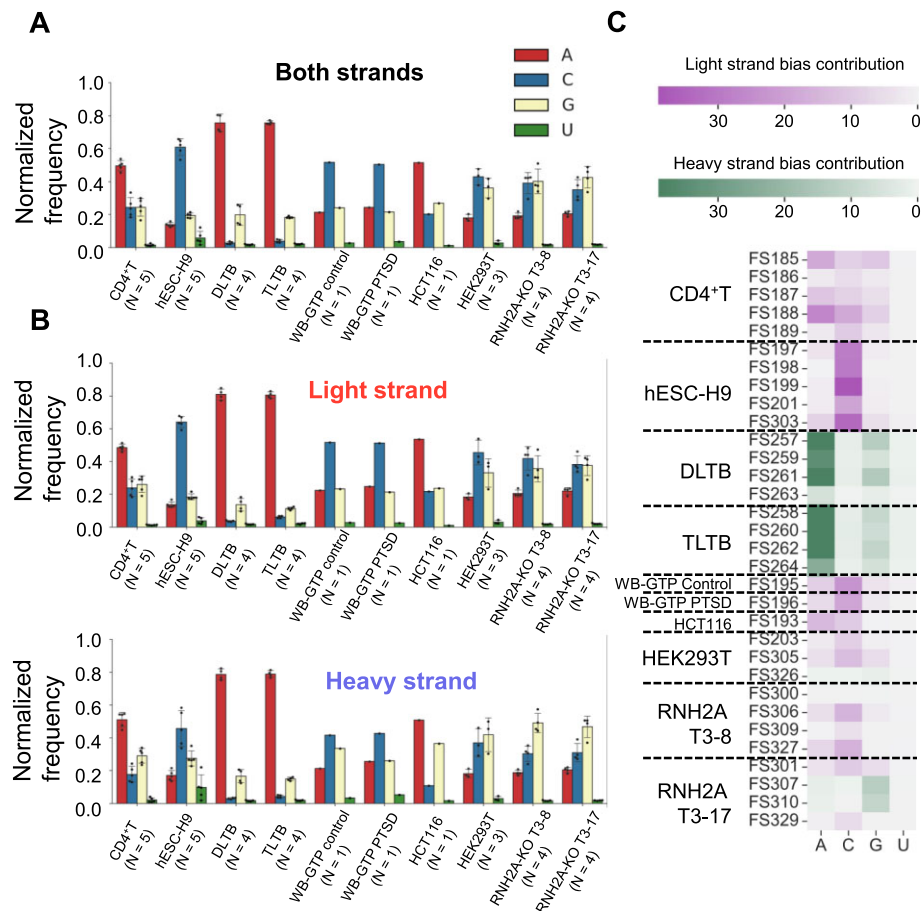 A
Both strands
A
C
G
U
Normalized
frequency
1.0
0.8
0.6
0.4
0.2
0.0
CD4⁺T
(N = 5)
hESC-H9
(N = 5)
DLTB
(N = 4)
TLTB
(N = 4)
WB-GTP control
(N = 1)
WB-GTP PTSD
(N = 1)
HCT116
(N = 1)
HEK293T
(N = 3)
RNH2A-KO T3-8
(N = 4)
RNH2A-KO T3-17
(N = 4)
B
Light strand
Normalized
frequency
1.0
0.8
0.6
0.4
0.2
0.0
CD4⁺T
(N = 5)
hESC-H9
(N = 5)
DLTB
(N = 4)
TLTB
(N = 4)
WB-GTP control
(N = 1)
WB-GTP PTSD
(N = 1)
HCT116
(N = 1)
HEK293T
(N = 3)
RNH2A-KO T3-8
(N = 4)
RNH2A-KO T3-17
(N = 4)
Heavy strand
Normalized
frequency
1.0
0.8
0.6
0.4
0.2
0.0
CD4⁺T
(N = 5)
hESC-H9
(N = 5)
DLTB
(N = 4)
TLTB
(N = 4)
WB-GTP control
(N = 1)
WB-GTP PTSD
(N = 1)
HCT116
(N = 1)
HEK293T
(N = 3)
RNH2A-KO T3-8
(N = 4)
RNH2A-KO T3-17
(N = 4)
C
Light strand bias contribution
30 20 10 0
Heavy strand bias contribution
30 20 10 0
CD4⁺T
FS185
FS186
FS187
FS188
FS189
hESC-H9
FS197
FS198
FS199
FS201
FS303
DLTB
FS257
FS259
FS261
FS263
TLTB
FS258
FS260
FS262
FS264
WB-GTP Control FS195
WB-GTP PTSD FS196
HCT116 FS193
HEK293T
FS203
FS305
FS326
RNH2A
T3-8
FS300
FS306
FS309
FS327
RNH2A
T3-17
FS301
FS307
FS310
FS329
A C G U